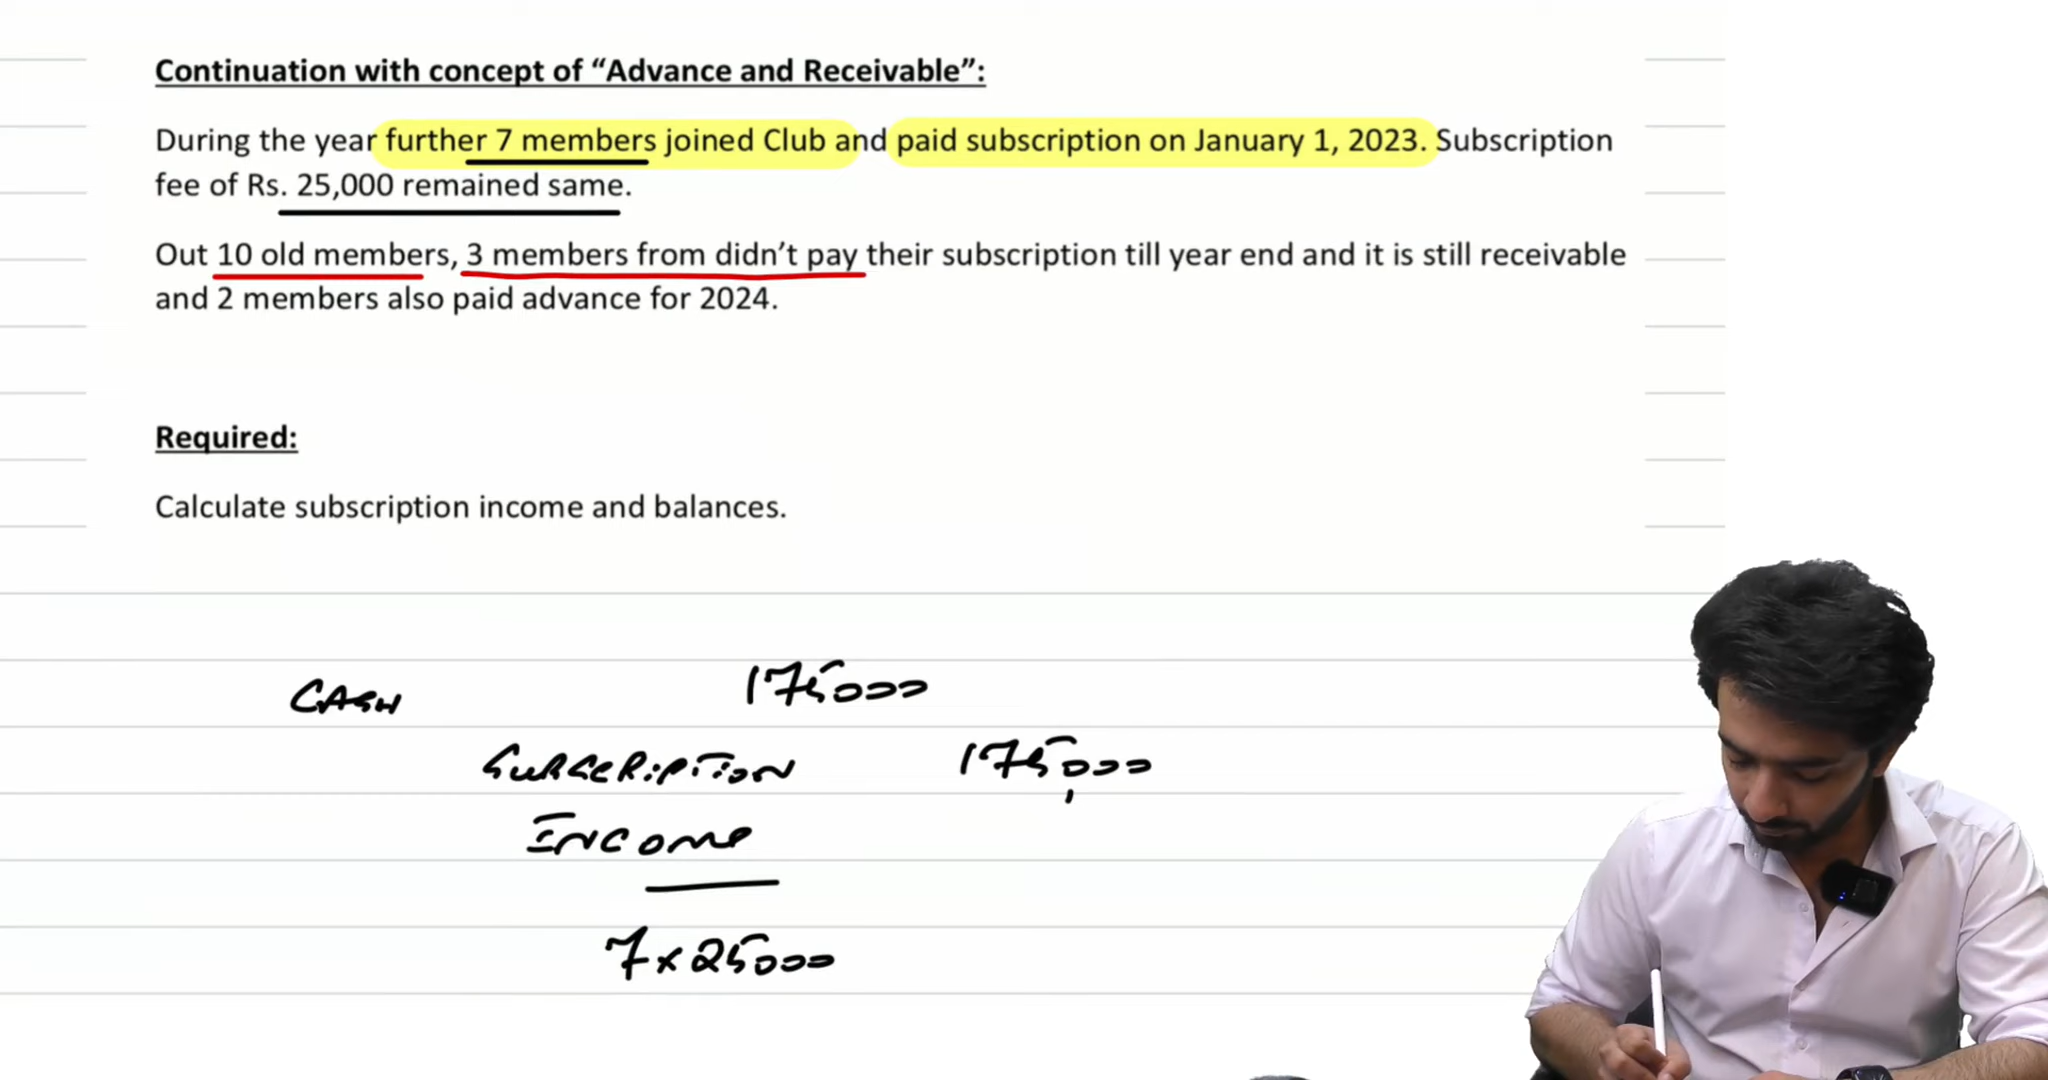 Continuation with concept of “Advance and Receivable”:
During the year further 7 members joined Club and paid subscription on January 1, 2023. Subscription
fee of Rs. 25,000 remained same.
Out 10 old members, 3 members from didn’t pay their subscription till year end and it is still receivable
and 2 members also paid advance for 2024.
Required:
Calculate subscription income and balances.
CASH 175000
SUBSCRIPTION 175,000
INCOME
7 x 25000